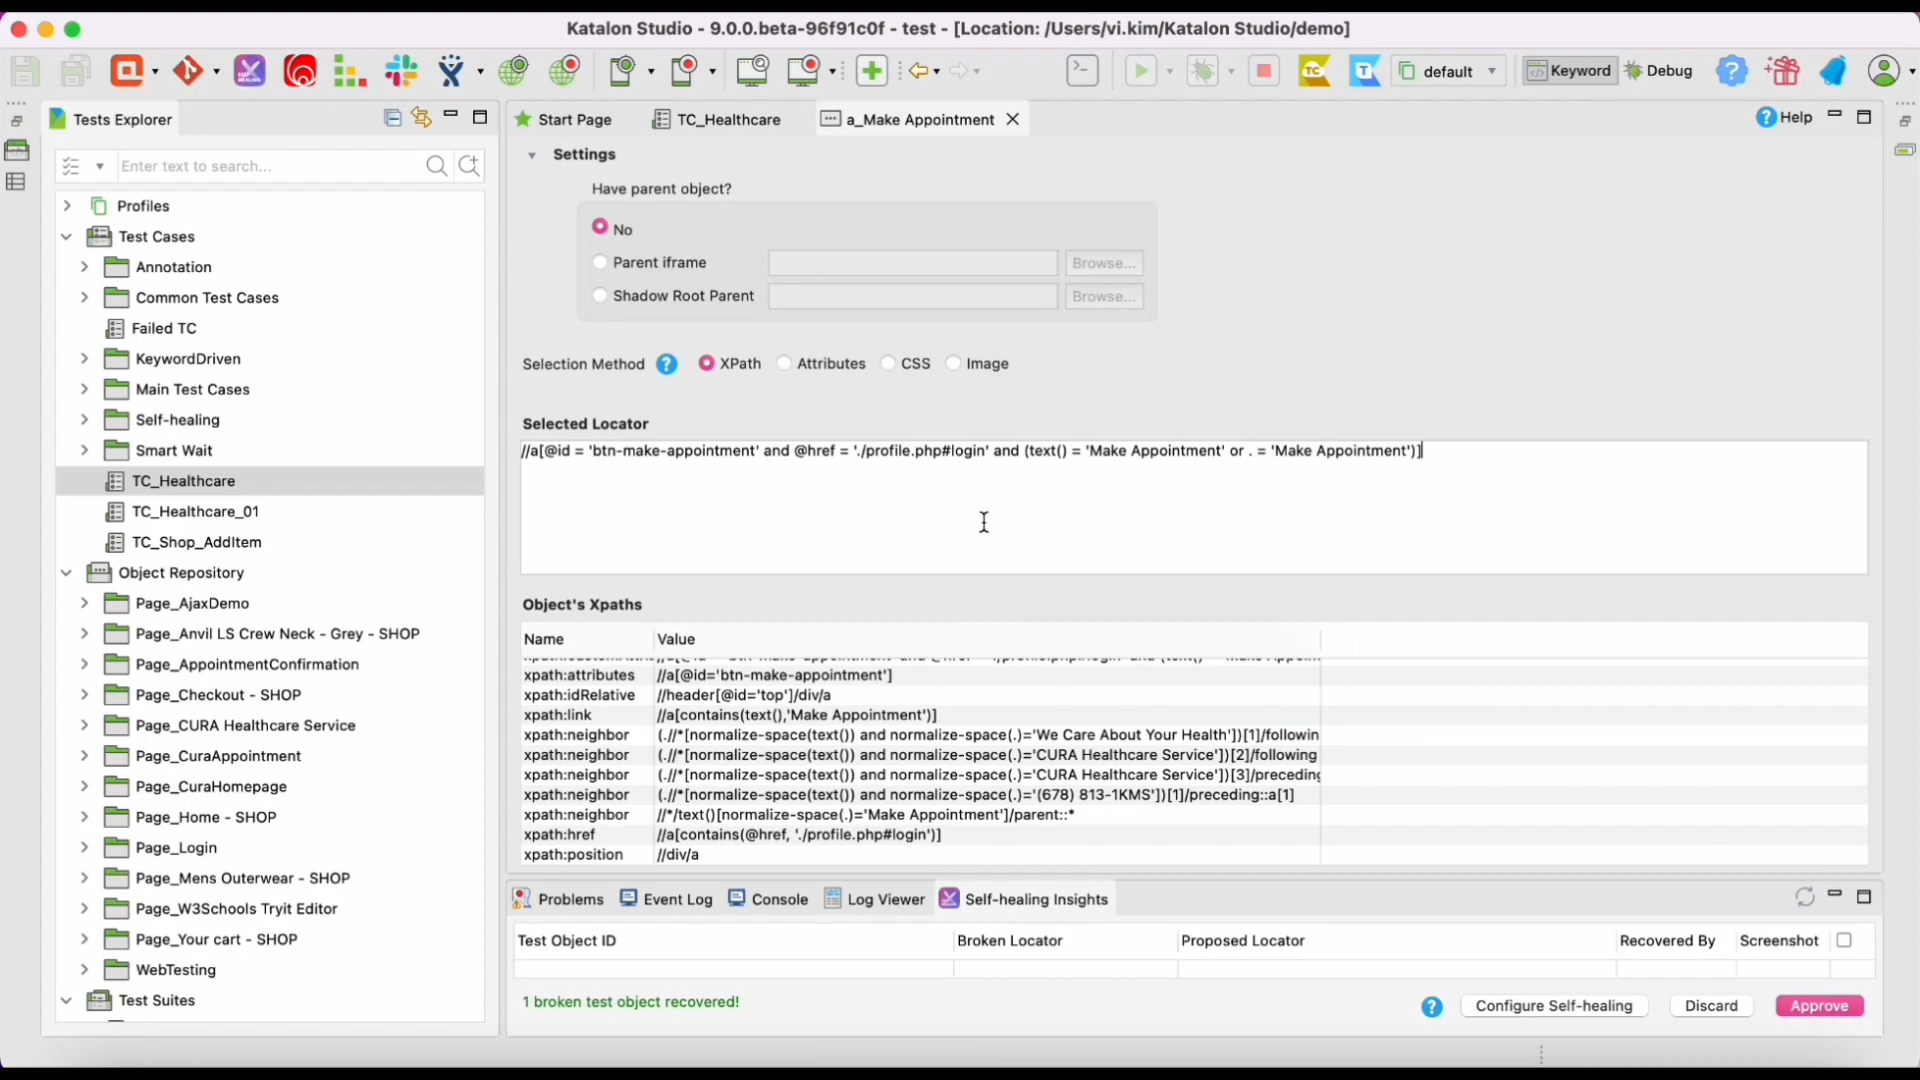 Katalon Studio - 9.0.0.beta-96f91c0f - test - [Location: /Users/vi.kim/Katalon Studio/demo]
default
Keyword
Debug
Tests Explorer
Enter text to search...
Profiles
Test Cases
Annotation
Common Test Cases
Failed TC
KeywordDriven
Main Test Cases
Self-healing
Smart Wait
TC_Healthcare
TC_Healthcare_01
TC_Shop_AddItem
Object Repository
Page_AjaxDemo
Page_Anvil LS Crew Neck - Grey - SHOP
Page_AppointmentConfirmation
Page_Checkout - SHOP
Page_CURA Healthcare Service
Page_CuraAppointment
Page_CuraHomepage
Page_Home - SHOP
Page_Login
Page_Mens Outerwear - SHOP
Page_W3Schools Tryit Editor
Page_Your cart - SHOP
WebTesting
Test Suites
Start Page TC_Healthcare a_Make Appointment Help
Settings
Have parent object?
No
Parent iframe Browse...
Shadow Root Parent Browse...
Selection Method XPath Attributes CSS Image
Selected Locator
//a[@id = 'btn-make-appointment' and @href = './profile.php#login' and (text() = 'Make Appointment' or . = 'Make Appointment')]
Object's Xpaths
Name Value
xpath:attributes //a[@id='btn-make-appointment']
xpath:idRelative //header[@id='top']/div/a
xpath:link //a[contains(text(),'Make Appointment')]
xpath:neighbor (.//*[normalize-space(text()) and normalize-space(.)='We Care About Your Health'])[1]/followin
xpath:neighbor (.//*[normalize-space(text()) and normalize-space(.)='CURA Healthcare Service'])[2]/following
xpath:neighbor (.//*[normalize-space(text()) and normalize-space(.)='CURA Healthcare Service'])[3]/preceding
xpath:neighbor (.//*[normalize-space(text()) and normalize-space(.)='(678) 813-1KMS'])[1]/preceding::a[1]
xpath:neighbor //*/text()[normalize-space(.)='Make Appointment']/parent::*
xpath:href //a[contains(@href, './profile.php#login')]
xpath:position //div/a
Problems Event Log Console Log Viewer Self-healing Insights
Test Object ID Broken Locator Proposed Locator Recovered By Screenshot
1 broken test object recovered!
Configure Self-healing Discard Approve